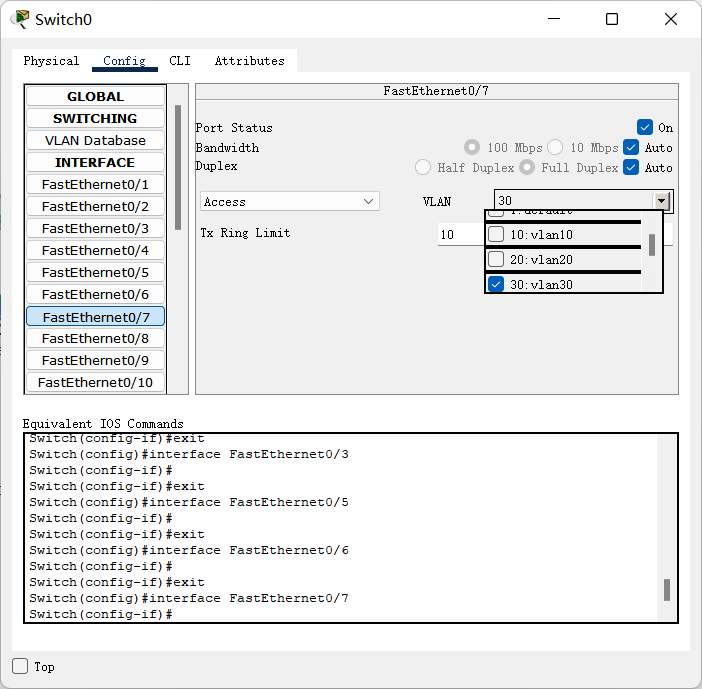 Switch0
Physical Config CLI Attributes
GLOBAL
SWITCHING
VLAN Database
INTERFACE
FastEthernet0/1
FastEthernet0/2
FastEthernet0/3
FastEthernet0/4
FastEthernet0/5
FastEthernet0/6
FastEthernet0/7
FastEthernet0/8
FastEthernet0/9
FastEthernet0/10
FastEthernet0/7
Port Status On
Bandwidth 100 Mbps 10 Mbps Auto
Duplex Half Duplex Full Duplex Auto
Access VLAN 30
1:default
10:vlan10
20:vlan20
30:vlan30
Tx Ring Limit 10
Equivalent IOS Commands
Switch(config-if)#exit
Switch(config)#interface FastEthernet0/3
Switch(config-if)#
Switch(config-if)#exit
Switch(config)#interface FastEthernet0/5
Switch(config-if)#
Switch(config-if)#exit
Switch(config)#interface FastEthernet0/6
Switch(config-if)#
Switch(config-if)#exit
Switch(config)#interface FastEthernet0/7
Switch(config-if)#
Top